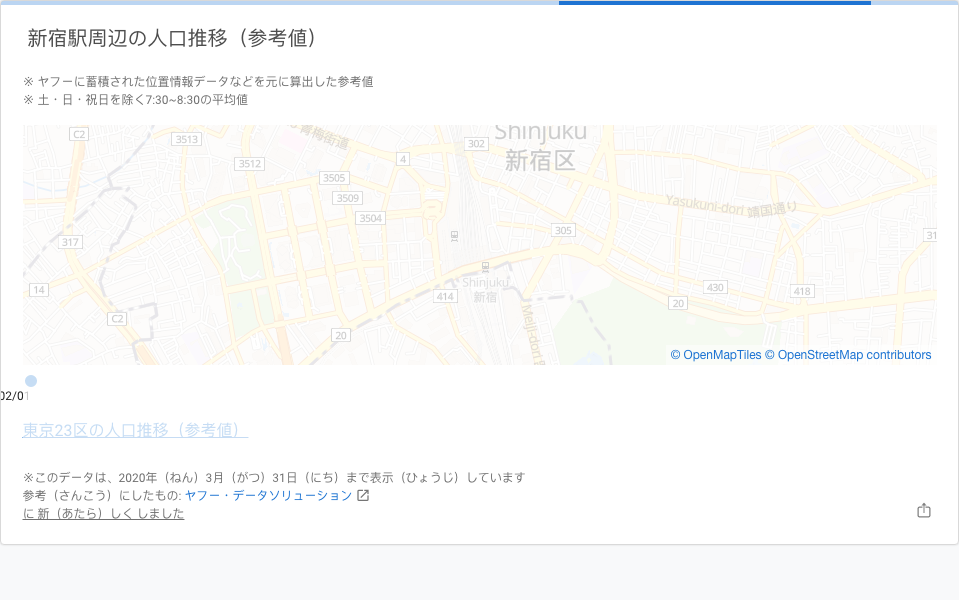 新宿駅周辺の人口推移（参考値）
※ ヤフーに蓄積された位置情報データなどを元に算出した参考値
※ 土・日・祝日を除く7:30~8:30の平均値
Shinjuku
新宿区
青梅街道
C2
3513
302
4
3512
3505
3509
3504
Yasukuni-dori 靖国通り
305
317
31
Shinjuku
新宿
14
414
430
418
20
C2
20
Meiji-dori
© OpenMapTiles © OpenStreetMap contributors
02/01
東京23区の人口推移（参考値）
※このデータは、2020年（ねん）3月（がつ）31日（にち）まで表示（ひょうじ）しています
参考（さんこう）にしたもの: ヤフー・データソリューション
に 新（あたら）しく しました